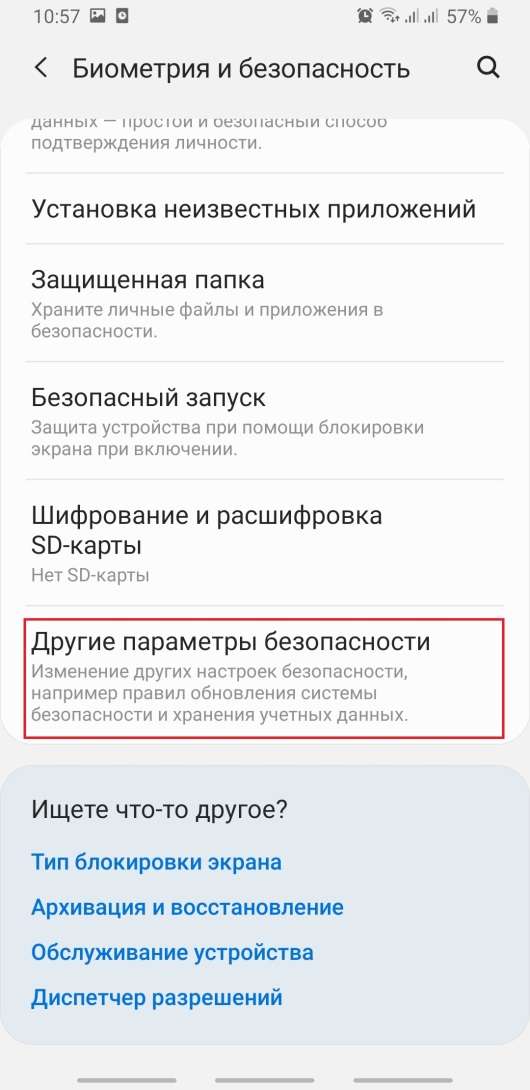 10:57 57%
Биометрия и безопасность
данных — простой и безопасный способ
подтверждения личности.
Установка неизвестных приложений
Защищенная папка
Храните личные файлы и приложения в
безопасности.
Безопасный запуск
Защита устройства при помощи блокировки
экрана при включении.
Шифрование и расшифровка
SD-карты
Нет SD-карты
Другие параметры безопасности
Изменение других настроек безопасности,
например правил обновления системы
безопасности и хранения учетных данных.
Ищете что-то другое?
Тип блокировки экрана
Архивация и восстановление
Обслуживание устройства
Диспетчер разрешений